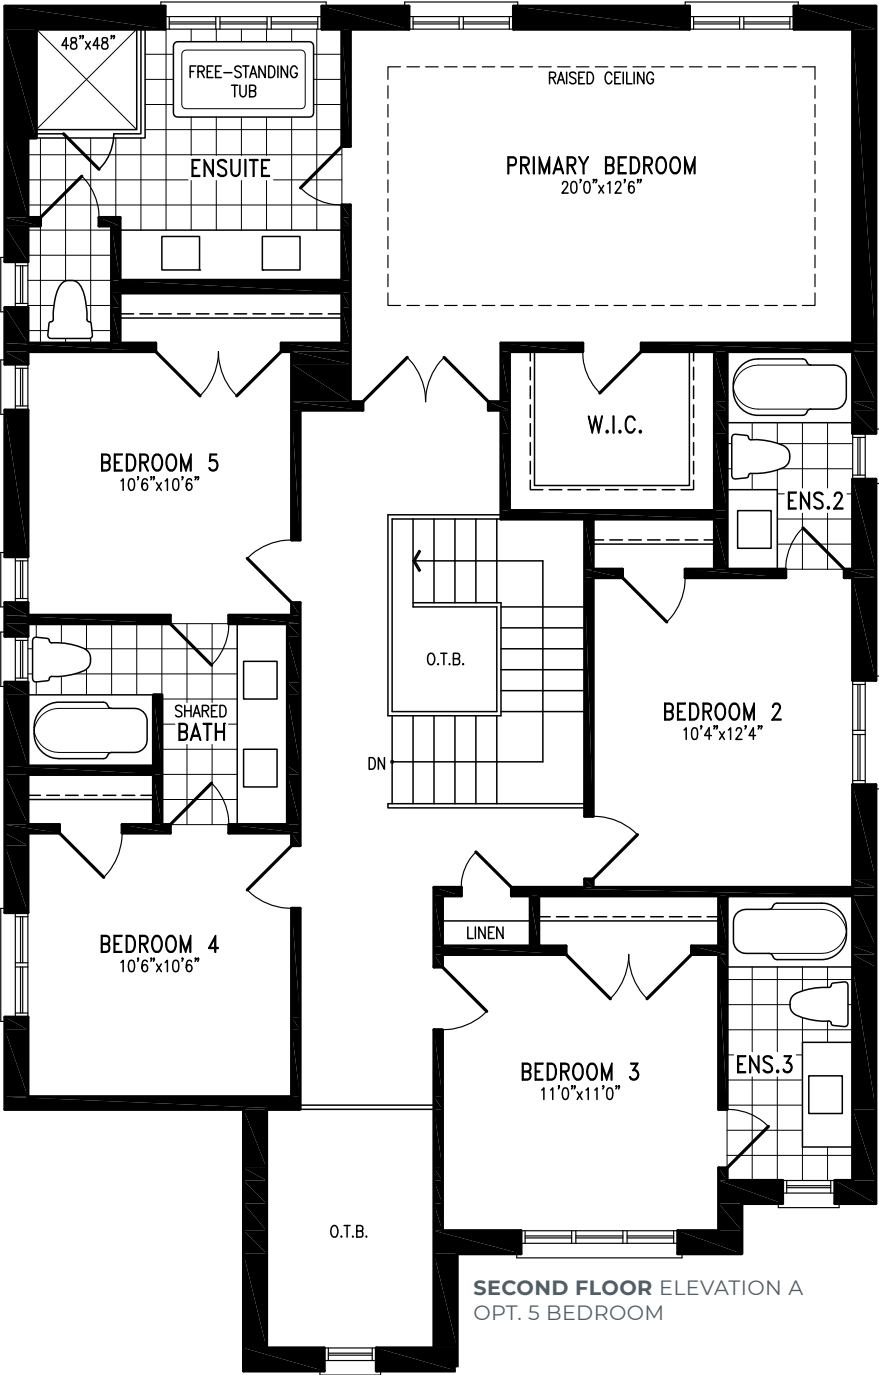 48"x48"
FREE-STANDING
TUB
RAISED CEILING
ENSUITE
PRIMARY BEDROOM
20'0"x12'6"
W.I.C.
BEDROOM 5
10'6"x10'6"
ENS.2
O.T.B.
SHARED
BATH
BEDROOM 2
10'4"x12'4"
DN
LINEN
BEDROOM 4
10'6"x10'6"
BEDROOM 3
11'0"x11'0"
ENS.3
O.T.B.
SECOND FLOOR ELEVATION A
OPT. 5 BEDROOM